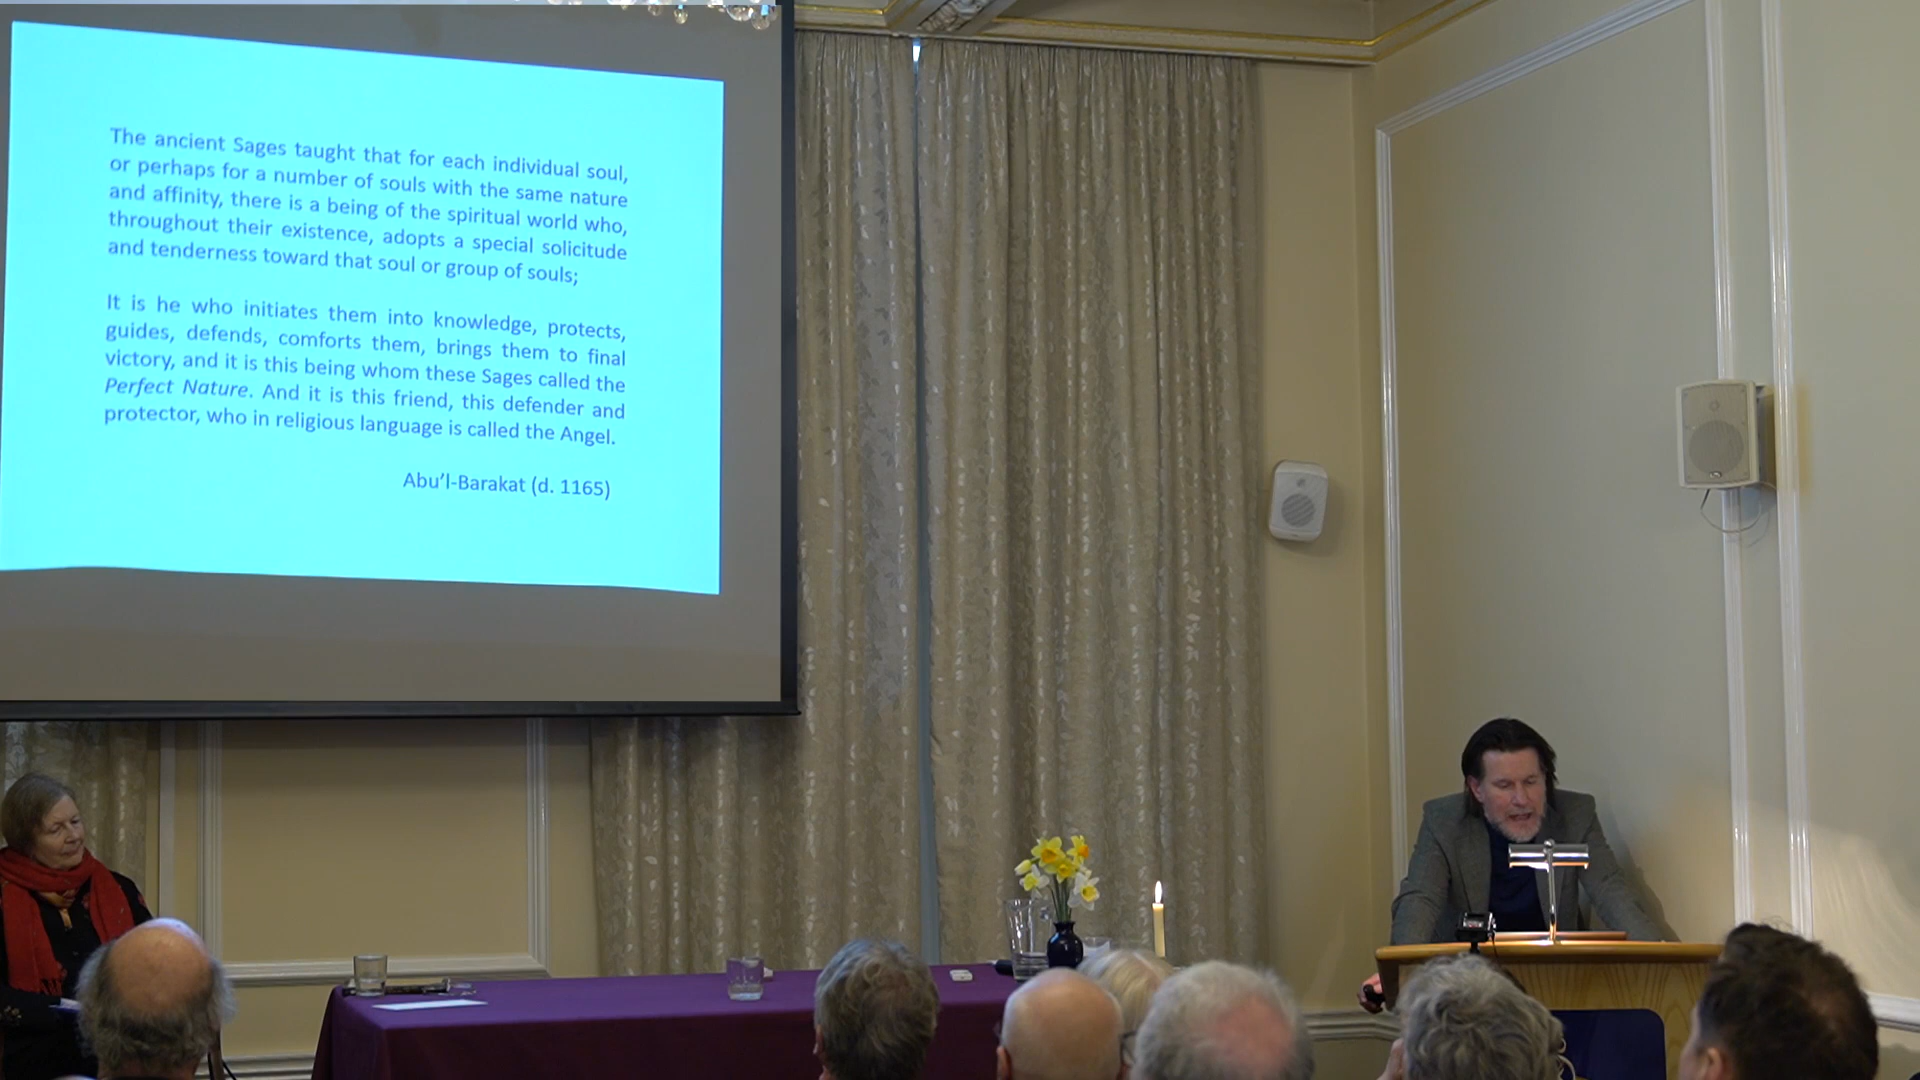 The ancient Sages taught that for each individual soul,
or perhaps for a number of souls with the same nature
and affinity, there is a being of the spiritual world who,
throughout their existence, adopts a special solicitude
and tenderness toward that soul or group of souls;
It is he who initiates them into knowledge, protects,
guides, defends, comforts them, brings them to final
victory, and it is this being whom these Sages called the
Perfect Nature. And it is this friend, this defender and
protector, who in religious language is called the Angel.
Abu’l-Barakat (d. 1165)